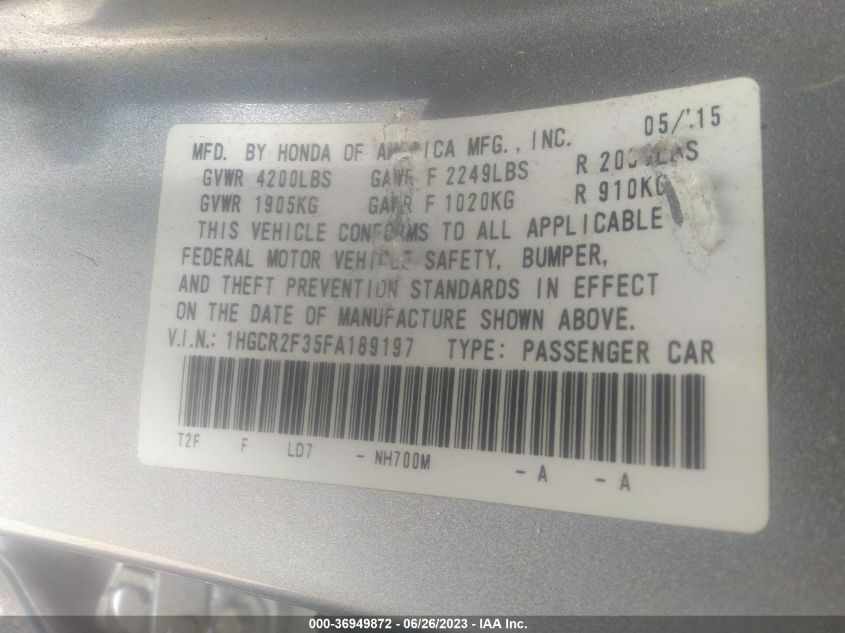 05/15
MFD. BY HONDA OF AMERICA MFG., INC.
GVWR 4200LBS GAWR F 2249LBS R
GVWR 1905KG GAWR F 1020KG R 910KG
THIS VEHICLE CONFORMS TO ALL APPLICABLE
FEDERAL MOTOR VEHICLE SAFETY, BUMPER,
AND THEFT PREVENTION STANDARDS IN EFFECT
ON THE DATE OF MANUFACTURE SHOWN ABOVE.
V.I.N.: 1HGCR2F35FA189197 TYPE: PASSENGER CAR
T2F F LD7 - NH700M - A - A
000-36949872 - 06/26/2023 - IAA Inc.